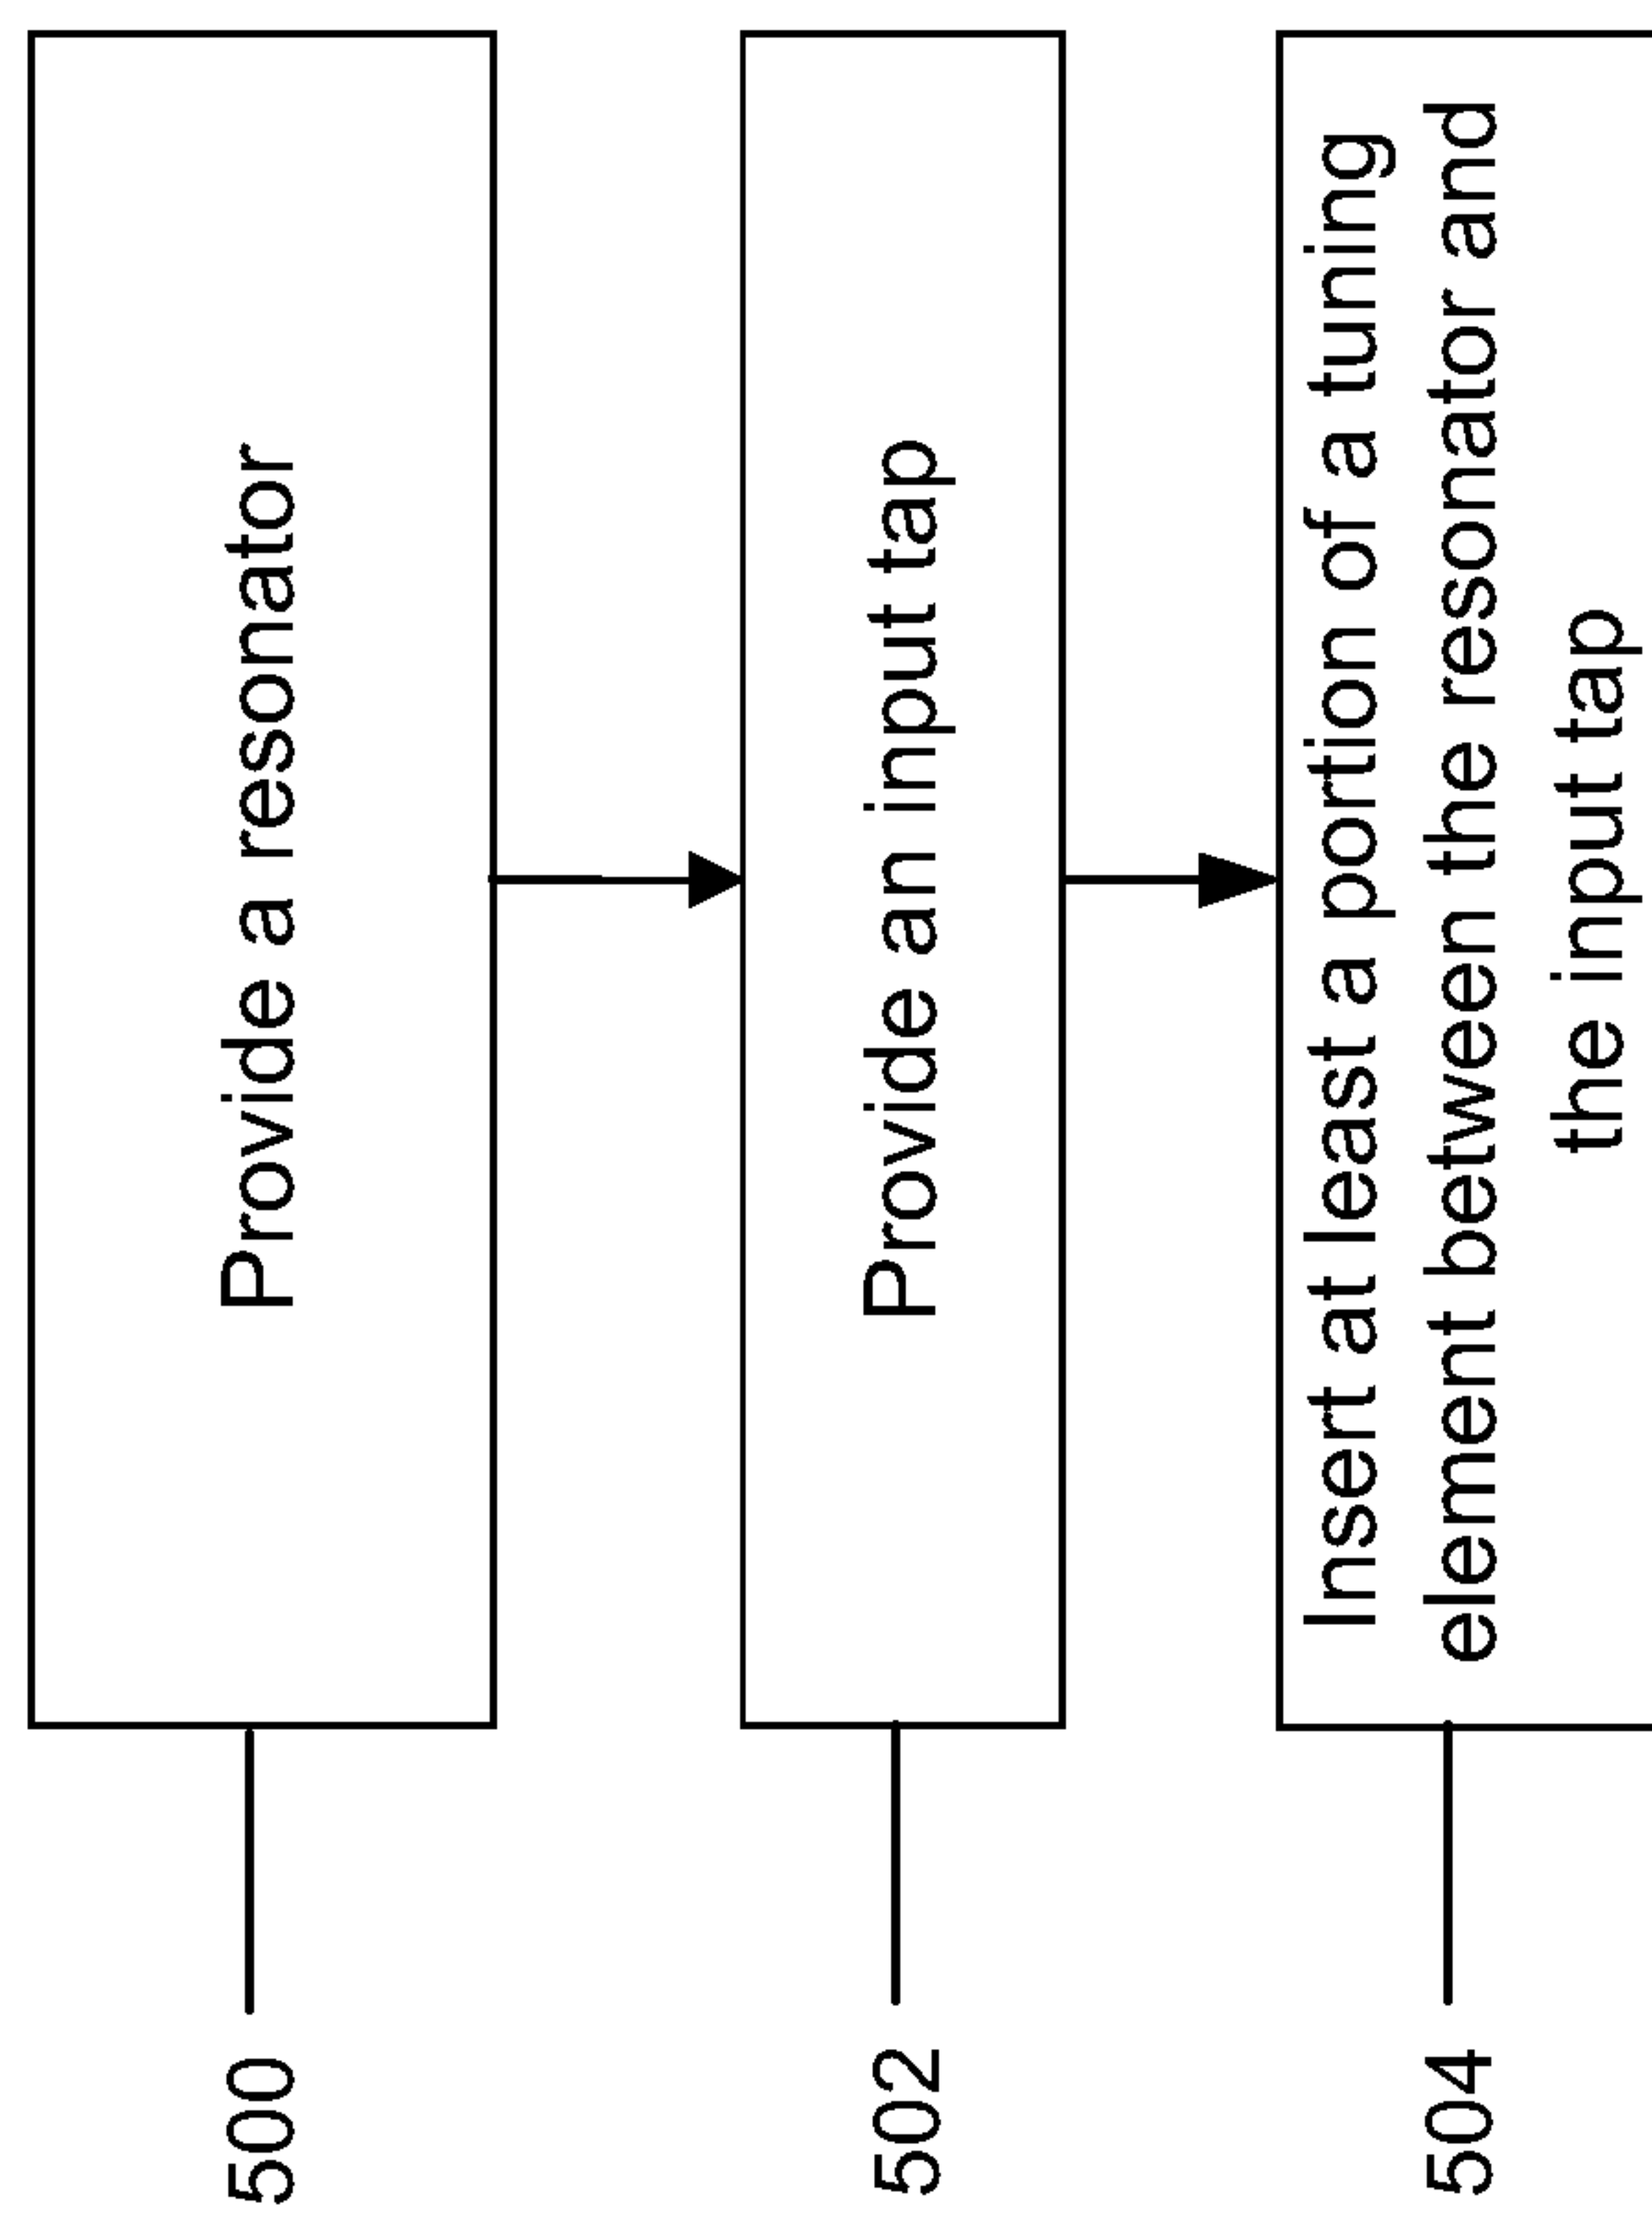 500
Provide a resonator
502
Provide an input tap
504
Insert at least a portion of a tuning
element between the resonator and
the input tap